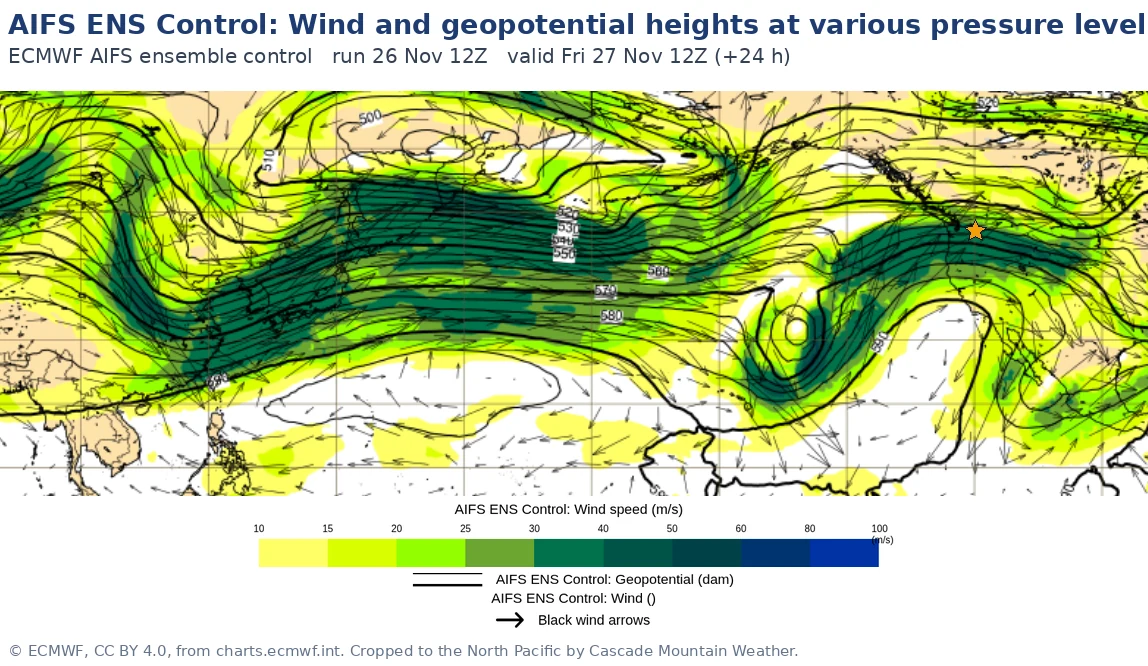 AIFS ENS Control: Wind and geopotential heights at various pressure level
ECMWF AIFS ensemble control run 26 Nov 12Z valid Fri 27 Nov 12Z (+24 h)
520
500
510
520
530
540
550
560
570
580
580
AIFS ENS Control: Wind speed (m/s)
10 15 20 25 30 40 50 60 80 100
(m/s)
AIFS ENS Control: Geopotential (dam)
AIFS ENS Control: Wind ()
Black wind arrows
© ECMWF, CC BY 4.0, from charts.ecmwf.int. Cropped to the North Pacific by Cascade Mountain Weather.